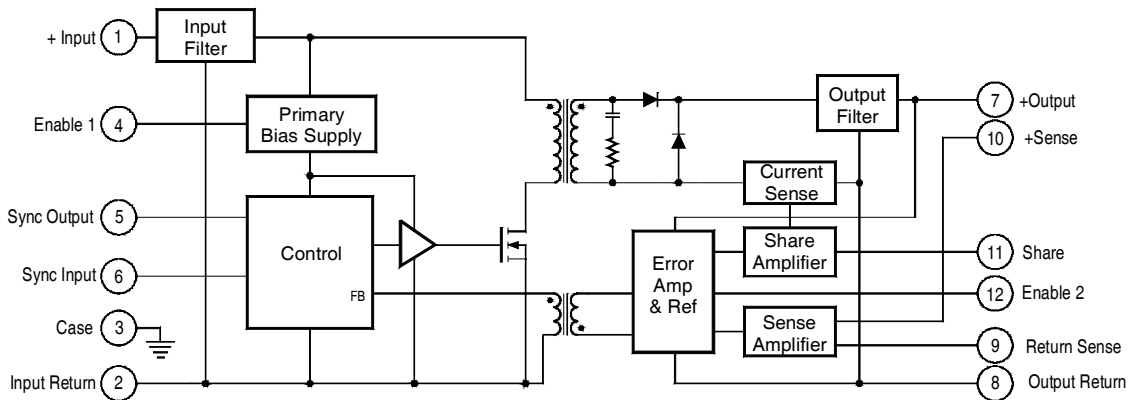 + Input 1
Input
Filter
Enable 1 4
Primary
Bias Supply
Sync Output 5
Sync Input 6
Case 3
Input Return 2
Control
FB
Output
Filter
7 +Output
10 +Sense
Current
Sense
Share
Amplifier
11 Share
Error
Amp
& Ref
12 Enable 2
Sense
Amplifier
9 Return Sense
8 Output Return